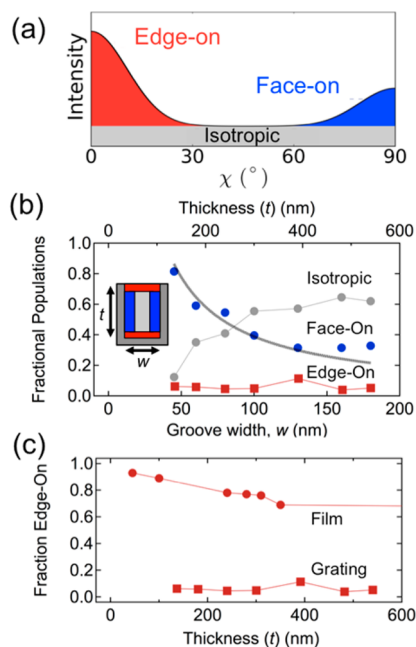 (a)
Edge-on
Face-on
Isotropic
Intensity
0 30 60 90
χ (°)
(b)
Thickness (t) (nm)
0 200 400 600
Fractional Populations
1.0
0.8
0.6
0.4
0.2
0.0
t
w
Isotropic
Face-On
Edge-On
0 50 100 150 200
Groove width, w (nm)
(c)
Fraction Edge-On
1.0
0.8
0.6
0.4
0.2
0.0
Film
Grating
0 200 400 600
Thickness (t) (nm)